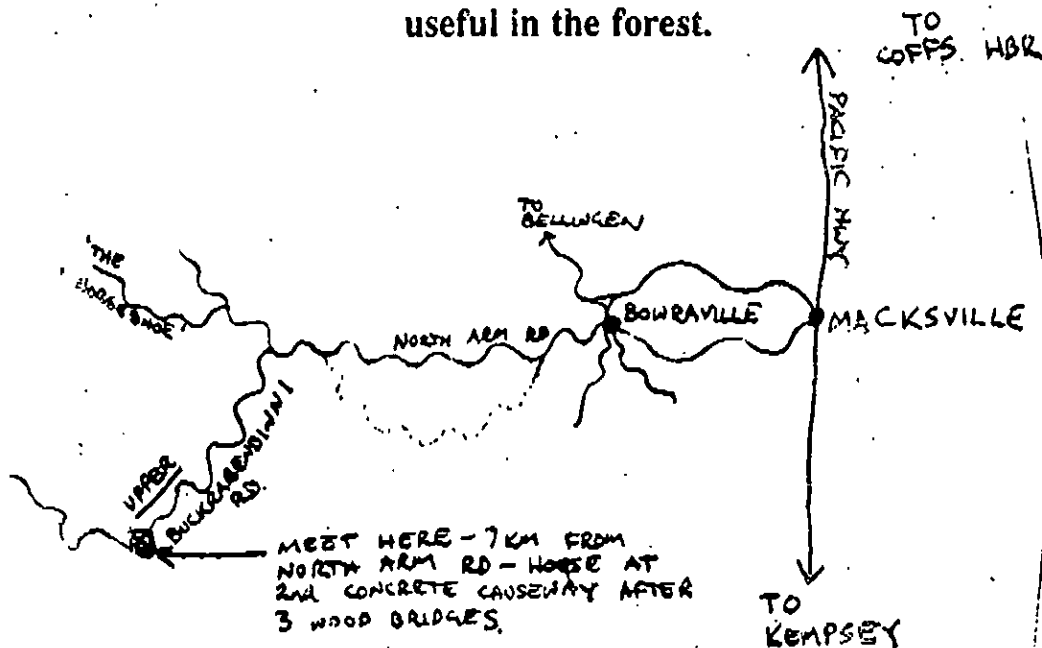 useful in the forest.
TO
COFFS HBR
PACIFIC HWY
TO
BELLINGEN
'THE
HORSESHOE'
BOWRAVILLE
MACKSVILLE
NORTH ARM RD
UPPER
BUCKRABENDINNI
RD.
MEET HERE - 7 KM FROM
NORTH ARM RD - HOUSE AT
2nd CONCRETE CAUSEWAY AFTER
3 WOOD BRIDGES.
TO
KEMPSEY